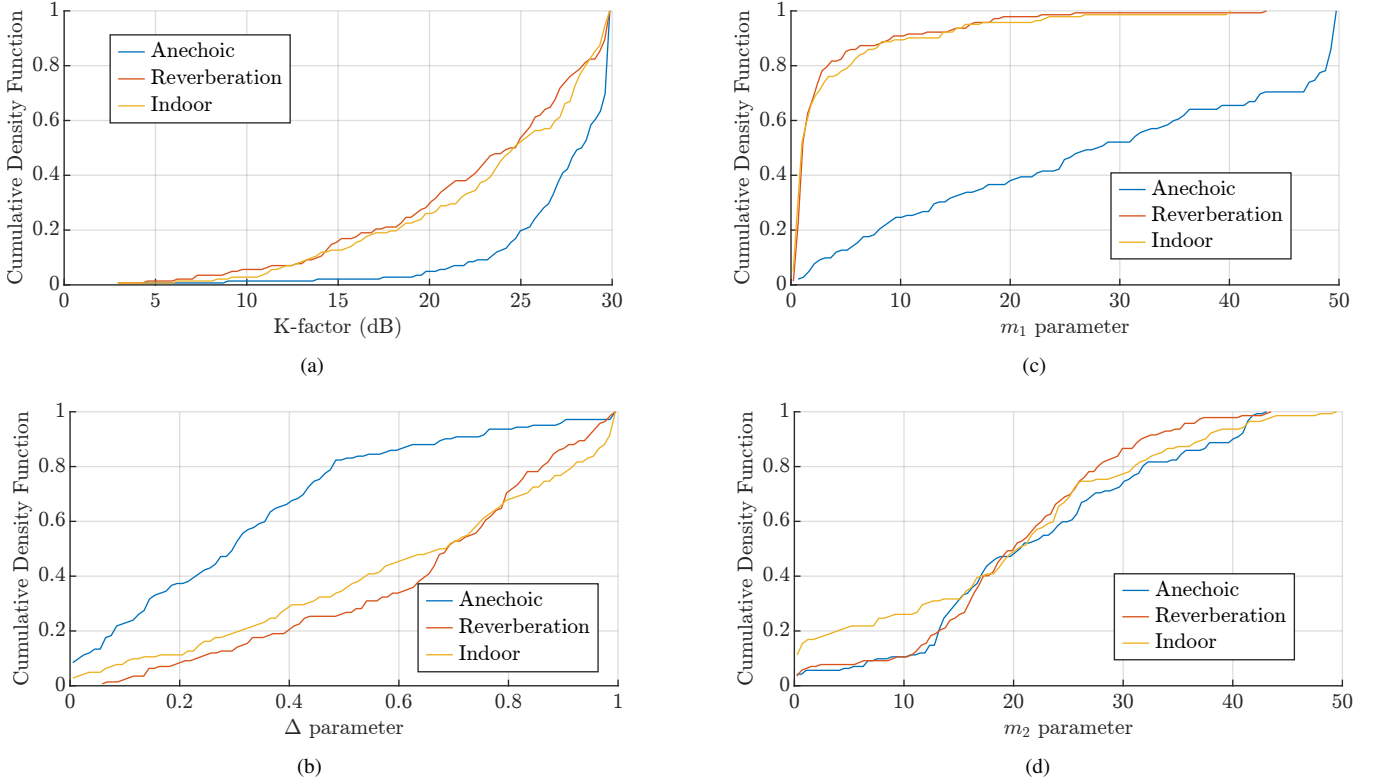 Cumulative Density Function
1
0.8
0.6
0.4
0.2
0
0 5 10 15 20 25 30
K-factor (dB)
Anechoic
Reverberation
Indoor
(a)
Cumulative Density Function
1
0.8
0.6
0.4
0.2
0
0 10 20 30 40 50
m₁ parameter
Anechoic
Reverberation
Indoor
(c)
Cumulative Density Function
1
0.8
0.6
0.4
0.2
0
0 0.2 0.4 0.6 0.8 1
Δ parameter
Anechoic
Reverberation
Indoor
(b)
Cumulative Density Function
1
0.8
0.6
0.4
0.2
0
0 10 20 30 40 50
m₂ parameter
Anechoic
Reverberation
Indoor
(d)